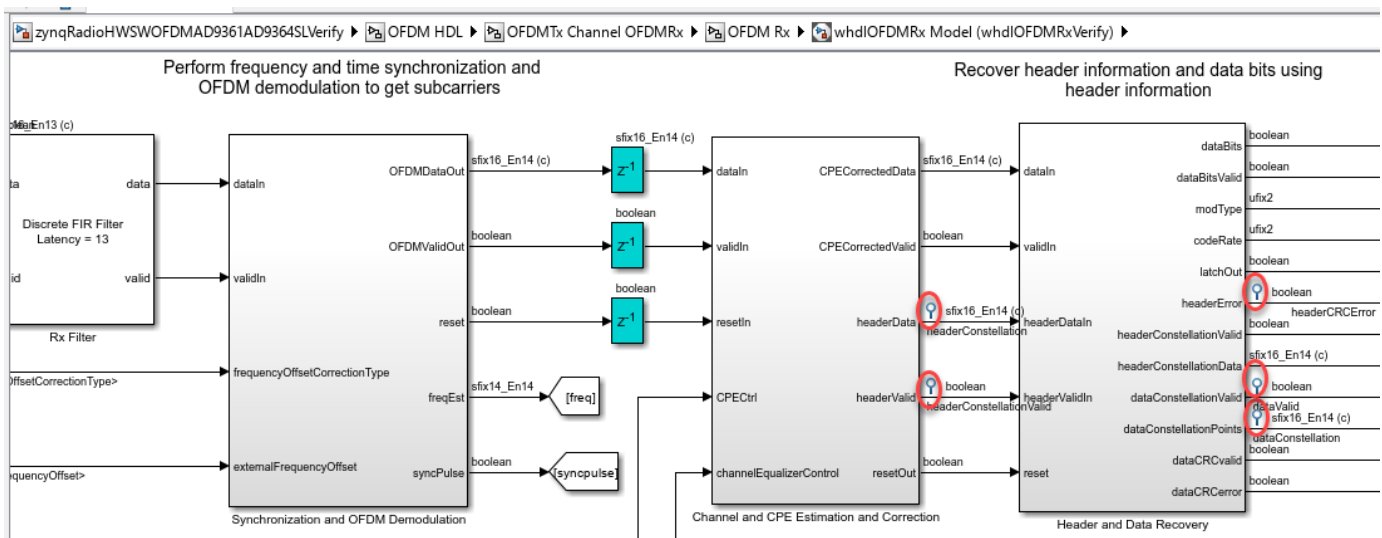 zynqRadioHWSWOFDMAD9361AD9364SLVerify ▶ OFDM HDL ▶ OFDMTx Channel OFDMRx ▶ OFDM Rx ▶ whdlOFDMRx Model (whdlOFDMRxVerify) ▶
Perform frequency and time synchronization and
OFDM demodulation to get subcarriers
Recover header information and data bits using
header information
data
valid
Discrete FIR Filter
Latency = 13
Rx Filter
OffsetCorrectionType>
equencyOffset>
dataIn
validIn
frequencyOffsetCorrectionType
externalFrequencyOffset
OFDMDataOut
OFDMValidOut
reset
freqEst
syncPulse
Synchronization and OFDM Demodulation
sfix16_En14 (c)
boolean
boolean
sfix14_En14
boolean
[freq]
[syncpulse]
sfix16_En14 (c)
Z-1
boolean
Z-1
boolean
Z-1
dataIn
validIn
resetIn
CPECtrl
channelEqualizerControl
CPECorrectedData
CPECorrectedValid
headerData
headerValid
resetOut
Channel and CPE Estimation and Correction
sfix16_En14 (c)
boolean
sfix16_En14 (c)
headerConstellation
boolean
headerConstellationValid
boolean
dataIn
validIn
headerDataIn
headerValidIn
reset
dataBits
dataBitsValid
modType
codeRate
latchOut
headerError
headerConstellationValid
headerConstellationData
dataConstellationValid
dataConstellationPoints
dataCRCvalid
dataCRCerror
Header and Data Recovery
boolean
boolean
ufix2
ufix2
boolean
boolean
headerCRCError
boolean
sfix16_En14 (c)
boolean
dataValid
sfix16_En14 (c)
dataConstellation
boolean
boolean